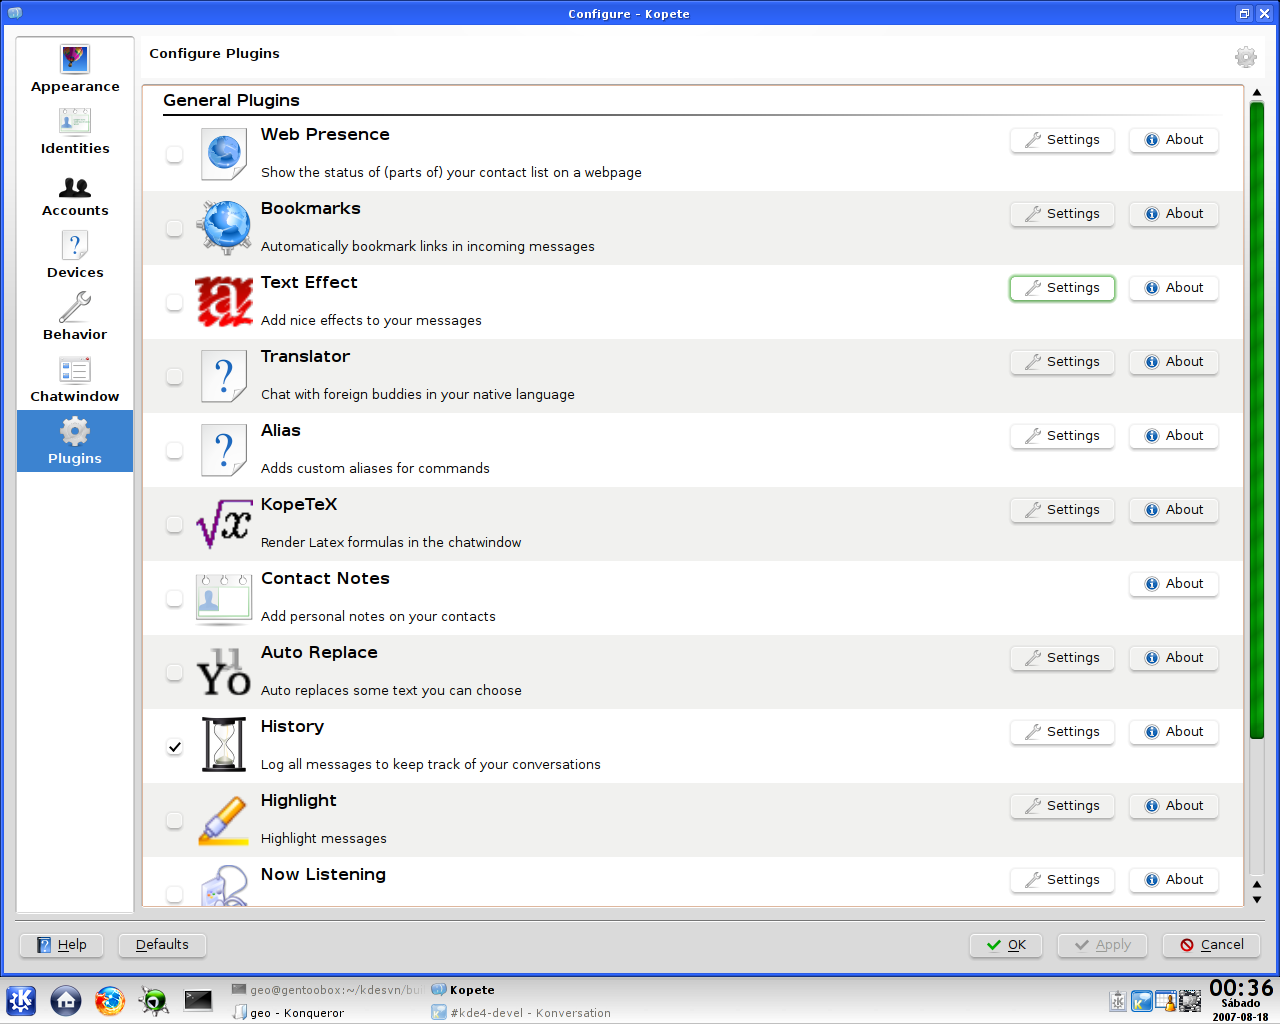 Configure - Kopete
Appearance
Identities
Accounts
Devices
Behavior
Chatwindow
Plugins
Configure Plugins
General Plugins
Web Presence
Show the status of (parts of) your contact list on a webpage
Settings
About
Bookmarks
Automatically bookmark links in incoming messages
Settings
About
Text Effect
Add nice effects to your messages
Settings
About
Translator
Chat with foreign buddies in your native language
Settings
About
Alias
Adds custom aliases for commands
Settings
About
KopeTeX
Render Latex formulas in the chatwindow
Settings
About
Contact Notes
Add personal notes on your contacts
About
Auto Replace
Auto replaces some text you can choose
Settings
About
History
Log all messages to keep track of your conversations
Settings
About
Highlight
Highlight messages
Settings
About
Now Listening
Settings
About
Help
Defaults
OK
Apply
Cancel
geo@gentoobox:~/kdesvn/bu
geo - Konqueror
Kopete
#kde4-devel - Konversation
00:36
Sábado
2007-08-18